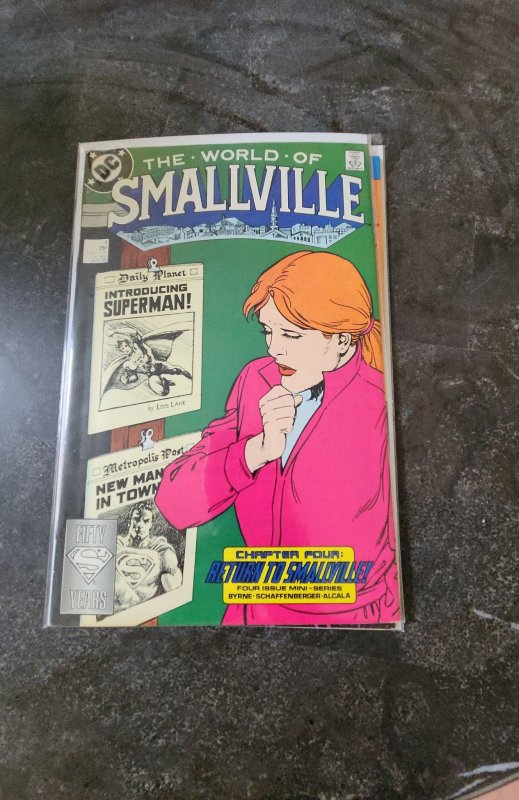 DC
THE · WORLD · OF
SMALLVILLE
75¢
Daily Planet
INTRODUCING
SUPERMAN!
by LOIS LANE
Metropolis Post
NEW MAN
IN TOWN
FIFTY
S
YEARS
CHAPTER FOUR:
RETURN TO SMALLVILLE!
FOUR ISSUE MINI-SERIES
BYRNE · SCHAFFENBERGER · ALCALA